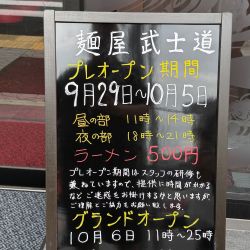 麺屋武士道
プレオープン期間
9月29日〜10月5日
昼の部 11時〜14時
夜の部 18時〜21時
ラーメン 500円
プレオープン期間はスタッフの研修も
兼ねていますので、提供に時間がかかる
などご迷惑をお掛けするかと思いますが
ご理解とご協力をお願い致します
グランドオープン
10月6日 11時〜25時